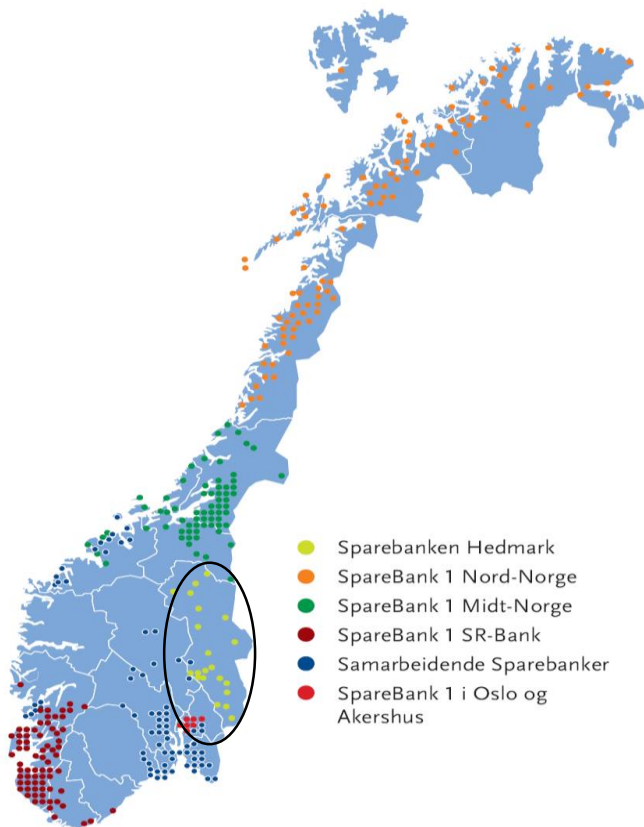 Sparebanken Hedmark
SpareBank 1 Nord-Norge
SpareBank 1 Midt-Norge
SpareBank 1 SR-Bank
Samarbeidende Sparebanker
SpareBank 1 i Oslo og
Akershus